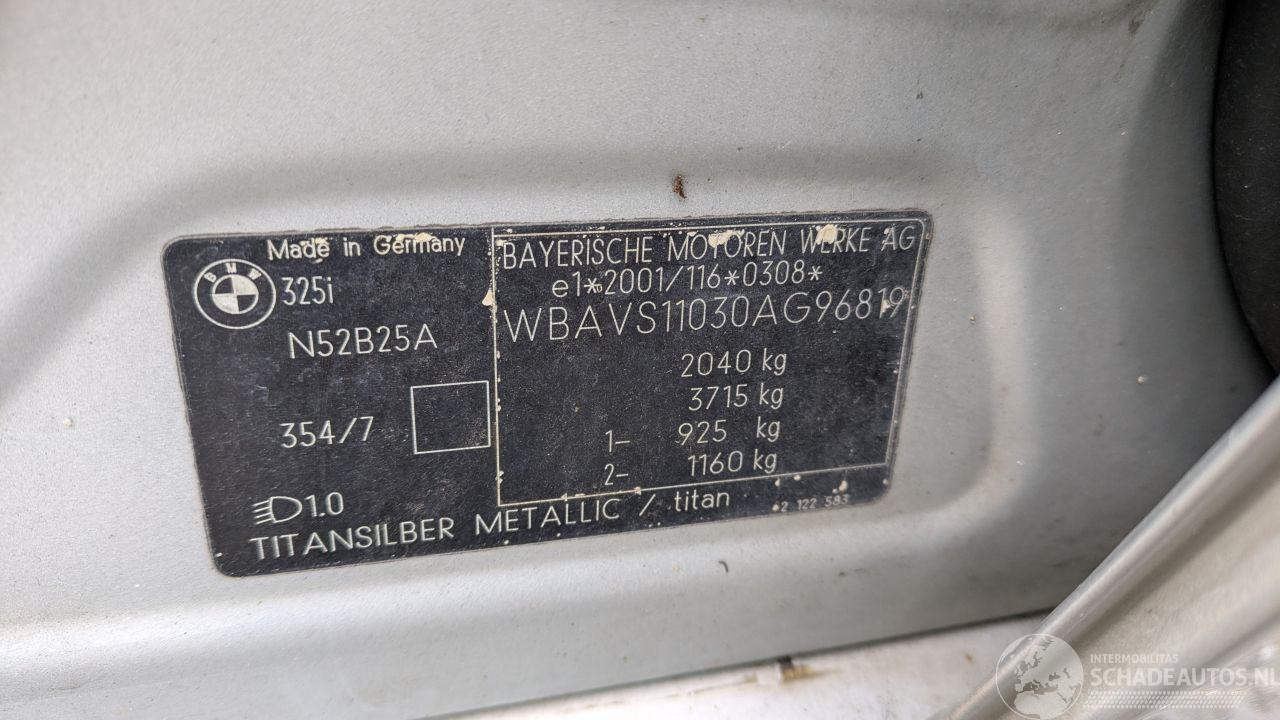 Made in Germany
BMW
325i
N52B25A
354/7
1.0
TITANSILBER METALLIC / titan
BAYERISCHE MOTOREN WERKE AG
e1*2001/116*0308*
WBAVS11030AG96819
2040 kg
3715 kg
1- 925 kg
2- 1160 kg
2 122 583
INTERMOBILITAS
SCHADEAUTOS.NL